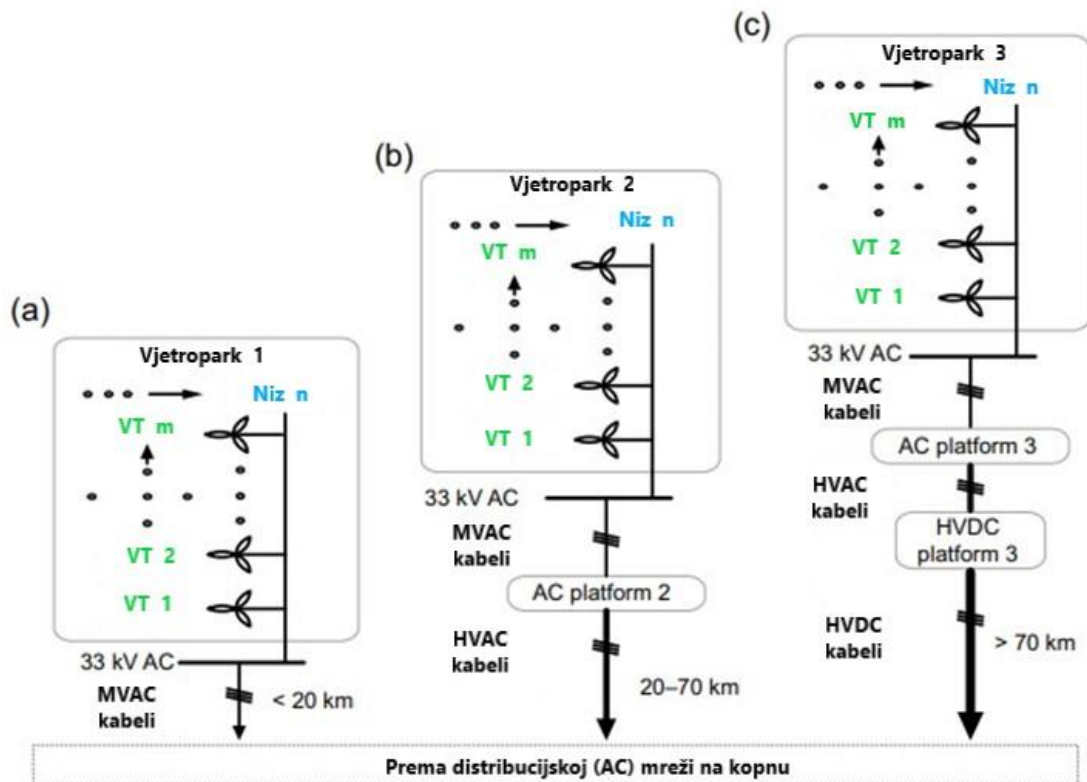 (a)
Vjetropark 1
Niz n
VT m
VT 2
VT 1
33 kV AC
MVAC
kabeli
< 20 km
(b)
Vjetropark 2
Niz n
VT m
VT 2
VT 1
33 kV AC
MVAC
kabeli
AC platform 2
HVAC
kabeli
20–70 km
(c)
Vjetropark 3
Niz n
VT m
VT 2
VT 1
33 kV AC
MVAC
kabeli
AC platform 3
HVAC
kabeli
HVDC
platform 3
HVDC
kabeli
> 70 km
Prema distribucijskoj (AC) mreži na kopnu